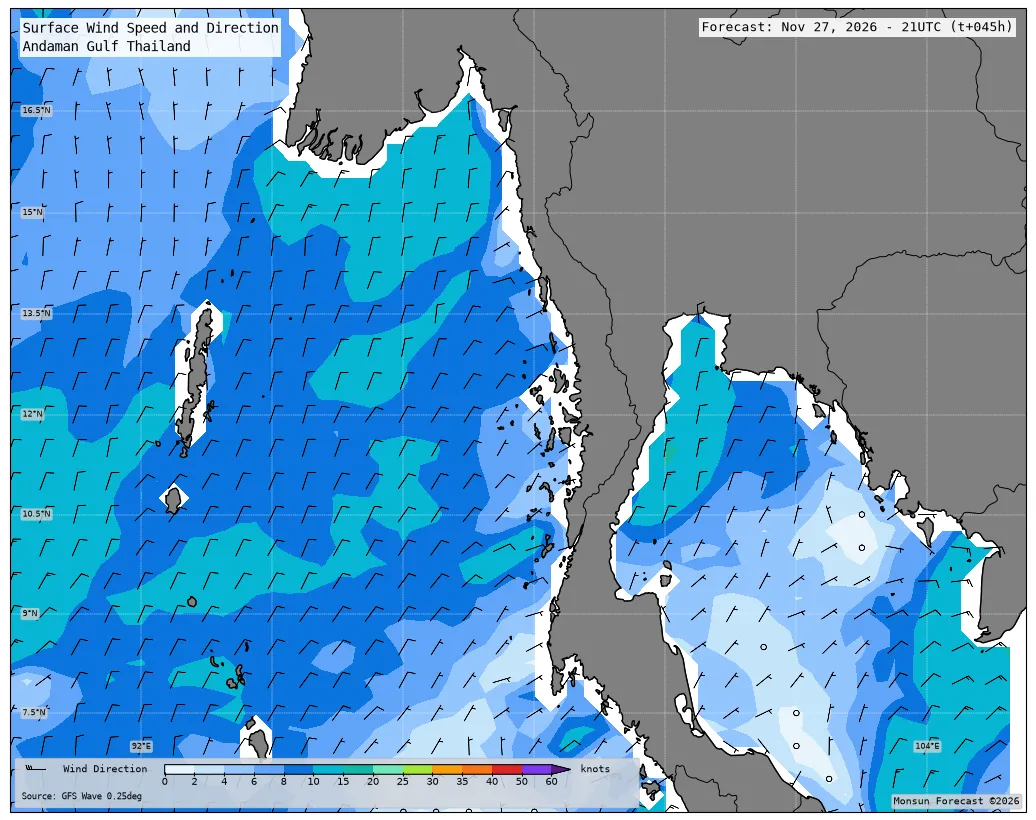 Surface Wind Speed and Direction
Andaman Gulf Thailand
Forecast: Nov 27, 2026 - 21UTC (t+045h)
16.5°N
15°N
13.5°N
12°N
10.5°N
9°N
7.5°N
92°E
104°E
Wind Direction
0 2 4 6 8 10 15 20 25 30 35 40 50 60 knots
Source: GFS Wave 0.25deg
Monsun Forecast ©2026